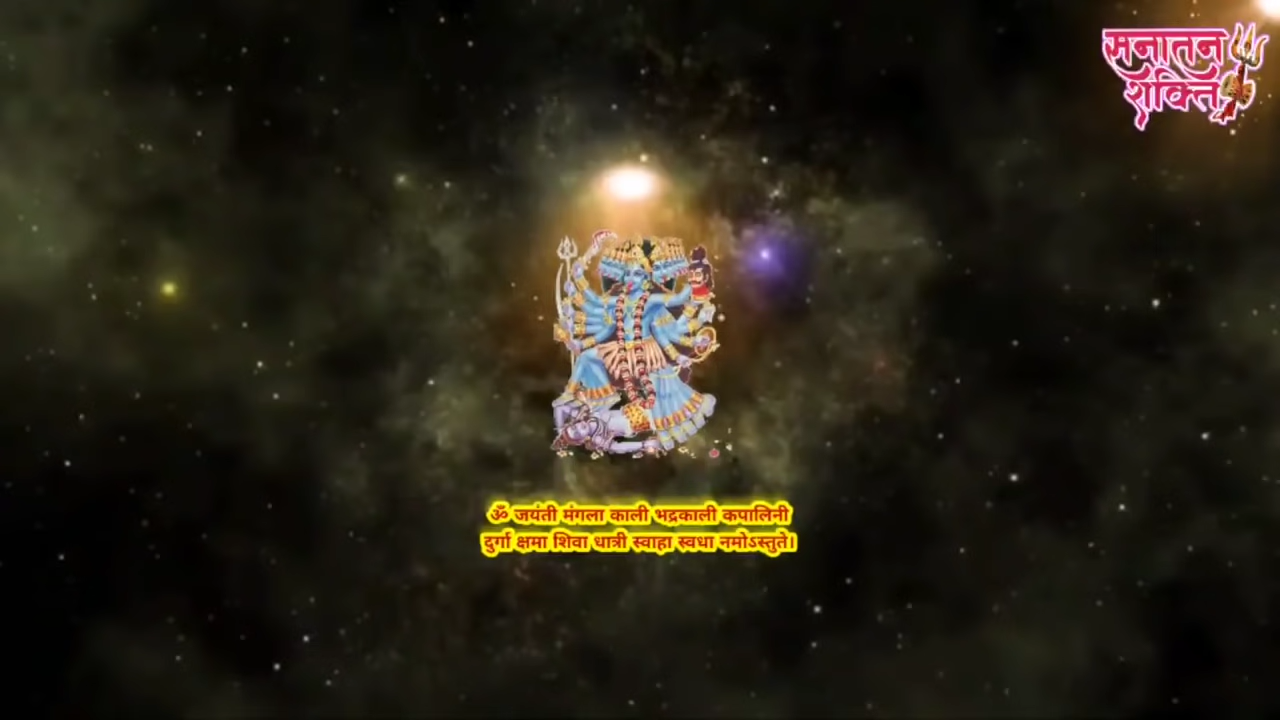 सनातन
शक्ति
ॐ जयंती मंगला काली भद्रकाली कपालिनी
दुर्गा क्षमा शिवा धात्री स्वाहा स्वधा नमोऽस्तुते।